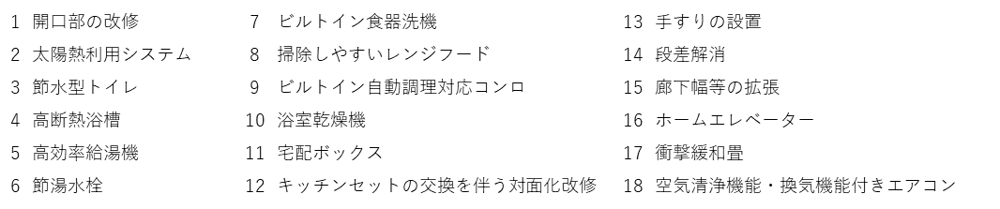 1 開口部の改修
2 太陽熱利用システム
3 節水型トイレ
4 高断熱浴槽
5 高効率給湯機
6 節湯水栓
7 ビルトイン食器洗機
8 掃除しやすいレンジフード
9 ビルトイン自動調理対応コンロ
10 浴室乾燥機
11 宅配ボックス
12 キッチンセットの交換を伴う対面化改修
13 手すりの設置
14 段差解消
15 廊下幅等の拡張
16 ホームエレベーター
17 衝撃緩和畳
18 空気清浄機能・換気機能付きエアコン